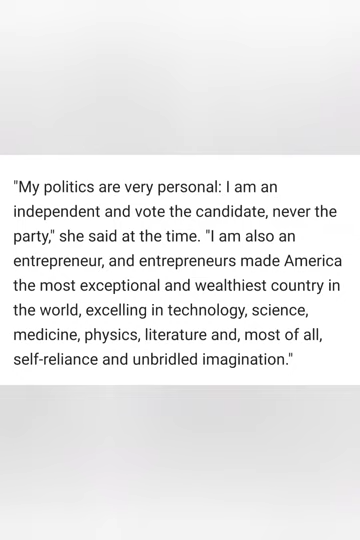 "My politics are very personal: I am an
independent and vote the candidate, never the
party," she said at the time. "I am also an
entrepreneur, and entrepreneurs made America
the most exceptional and wealthiest country in
the world, excelling in technology, science,
medicine, physics, literature and, most of all,
self-reliance and unbridled imagination."